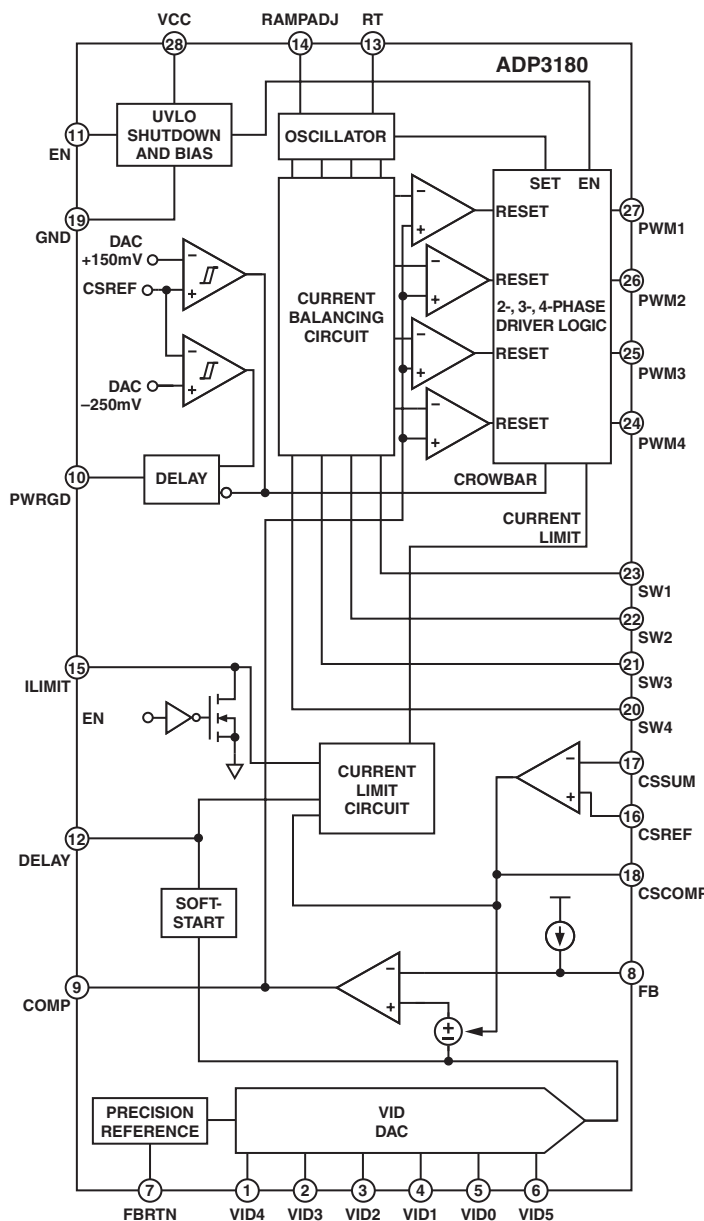 VCC
RAMPADJ
RT
28
14
13
ADP3180
11
EN
UVLO
SHUTDOWN
AND BIAS
OSCILLATOR
SET
EN
19
GND
DAC
+150mV
CSREF
–
+
–
+
DAC
–250mV
CURRENT
BALANCING
CIRCUIT
–
+
RESET
–
+
RESET
–
+
RESET
–
+
RESET
2-, 3-, 4-PHASE
DRIVER LOGIC
27
PWM1
26
PWM2
25
PWM3
24
PWM4
10
PWRGD
DELAY
CROWBAR
CURRENT
LIMIT
23
SW1
22
SW2
21
SW3
20
SW4
15
ILIMIT
EN
CURRENT
LIMIT
CIRCUIT
–
+
17
CSSUM
16
CSREF
12
DELAY
18
CSCOMP
SOFT-
START
9
COMP
–
+
+
–
8
FB
PRECISION
REFERENCE
VID
DAC
7
1
2
3
4
5
6
FBRTN
VID4
VID3
VID2
VID1
VID0
VID5